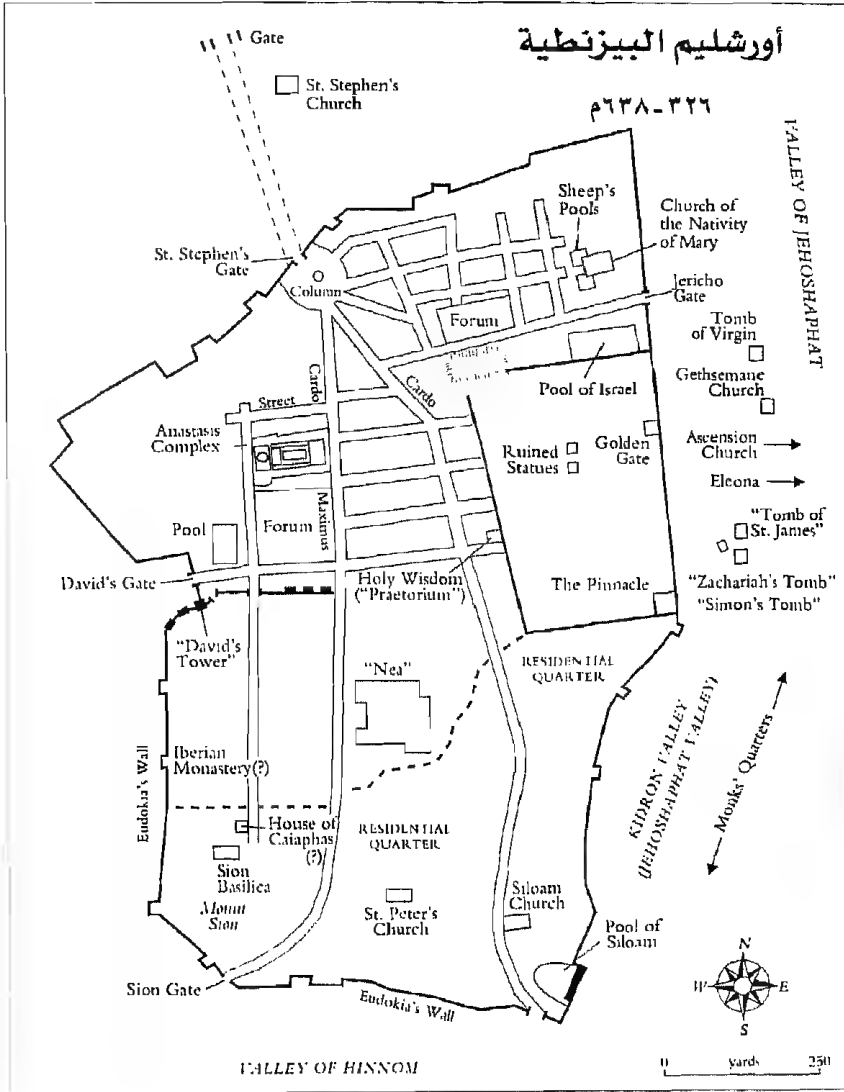 أورشليم البيزنطية
٣٢٦-٦٣٨م
Gate
St. Stephen's
Church
VALLEY OF JEHOSHAPHAT
Sheep's
Pools
Church of
the Nativity
of Mary
St. Stephen's
Gate
Column
Jericho
Gate
Forum
Tomb
of Virgin
Cardo
Cardo
Pool of Israel
Gethsemane
Church
Street
Anastasis
Complex
Ruined
Statues
Golden
Gate
Ascension
Church
Eleona
Maximus
Pool
Forum
"Tomb of
St. James"
David's Gate
Holy Wisdom
("Praetorium")
The Pinnacle
"Zachariah's Tomb"
"Simon's Tomb"
"David's
Tower"
"Nea"
RESIDENTIAL
QUARTER
KIDRON VALLEY
(JEHOSHAPHAT VALLEY)
Monks' Quarters
Eudokia's Wall
Iberian
Monastery(?)
House of
Caiaphas
(?)
RESIDENTIAL
QUARTER
Sion
Basilica
Mount
Sion
St. Peter's
Church
Siloam
Church
Pool of
Siloam
Sion Gate
Eudokia's Wall
N
W
E
S
VALLEY OF HINNOM
0 yards 250